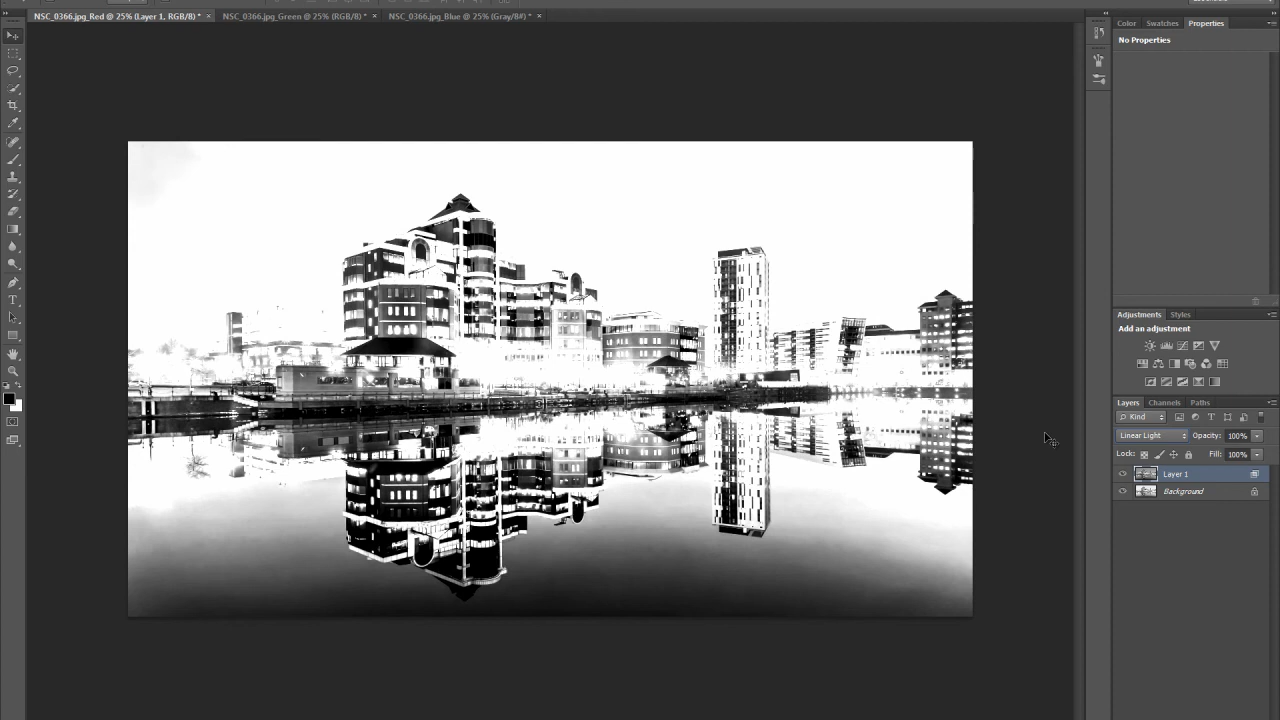 NSC_0366.jpg_Red @ 25% (Layer 1, RGB/8) * ×
NSC_0366.jpg_Green @ 25% (RGB/8) * ×
NSC_0366.jpg_Blue @ 25% (Gray/8#) * ×
Color Swatches Properties
No Properties
Adjustments Styles
Add an adjustment
Layers Channels Paths
Kind
Linear Light Opacity: 100%
Lock: Fill: 100%
Layer 1
Background